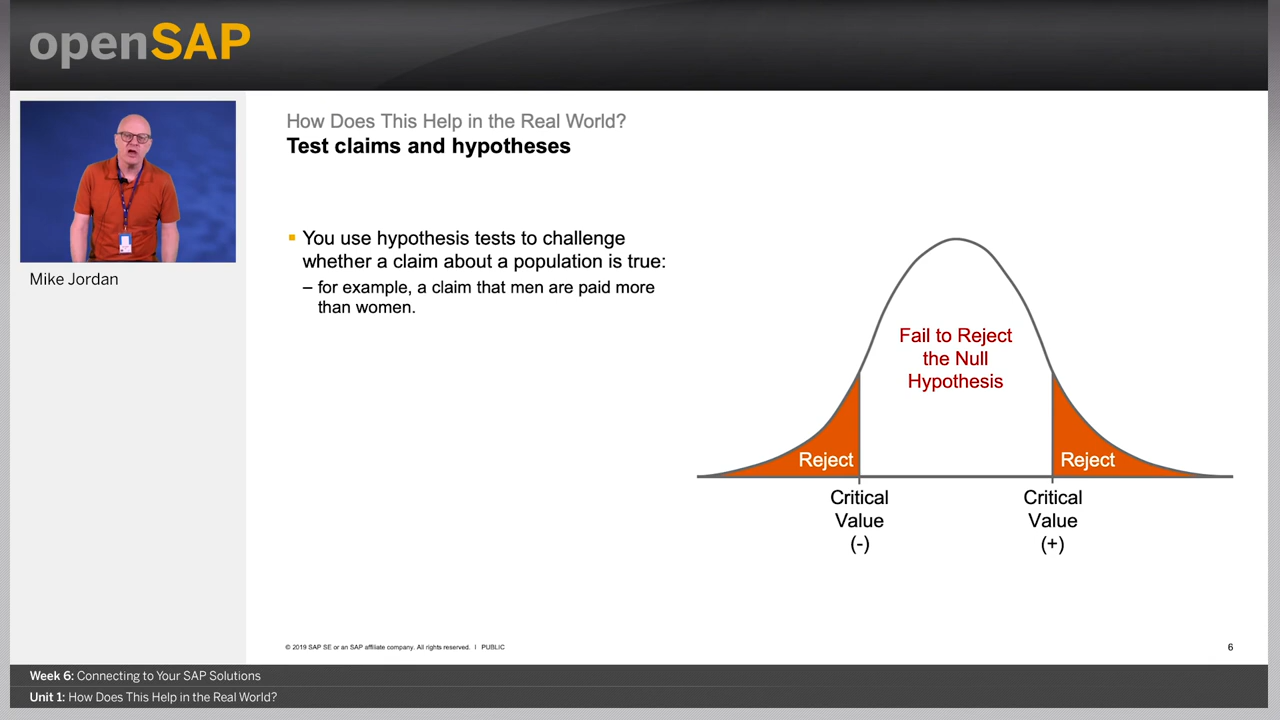 openSAP
Mike Jordan
How Does This Help in the Real World?
Test claims and hypotheses
▪ You use hypothesis tests to challenge
whether a claim about a population is true:
– for example, a claim that men are paid more
than women.
Fail to Reject
the Null
Hypothesis
Reject
Reject
Critical
Value
(-)
Critical
Value
(+)
© 2019 SAP SE or an SAP affiliate company. All rights reserved. ǀ PUBLIC
6
Week 6: Connecting to Your SAP Solutions
Unit 1: How Does This Help in the Real World?